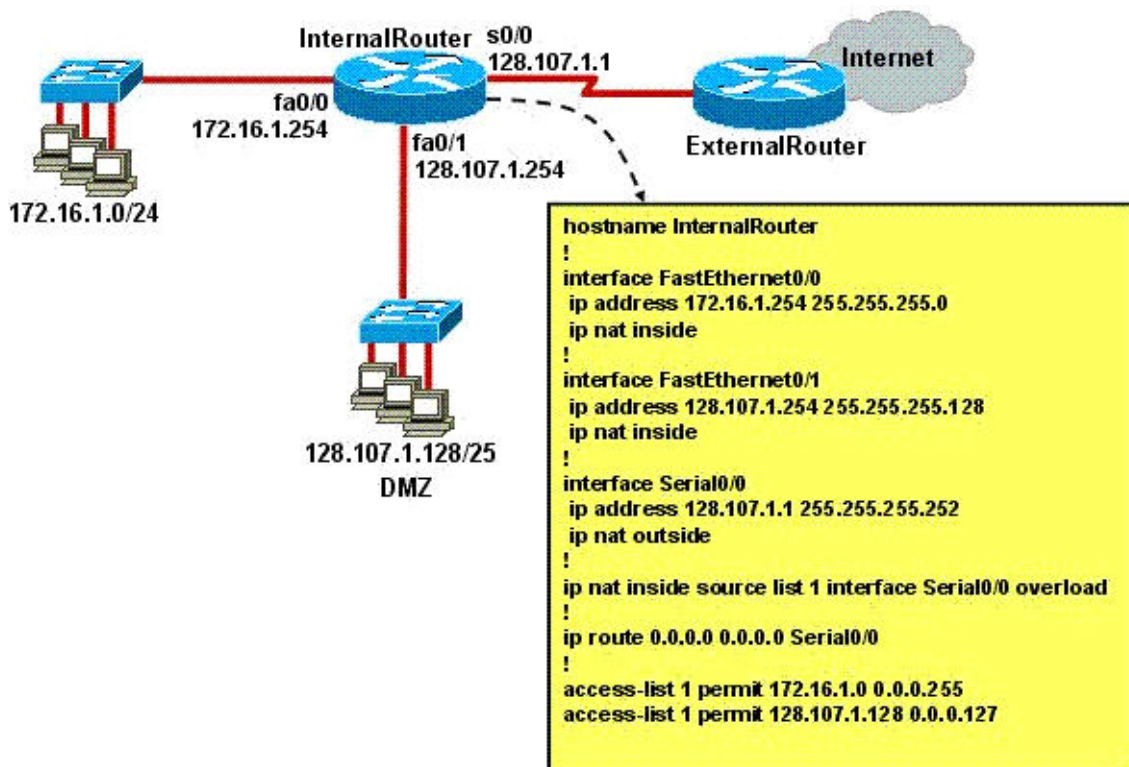 InternalRouter
s0/0
128.107.1.1
Internet
fa0/0
172.16.1.254
fa0/1
128.107.1.254
ExternalRouter
172.16.1.0/24
128.107.1.128/25
DMZ
hostname InternalRouter
!
interface FastEthernet0/0
ip address 172.16.1.254 255.255.255.0
ip nat inside
!
interface FastEthernet0/1
ip address 128.107.1.254 255.255.255.128
ip nat inside
!
interface Serial0/0
ip address 128.107.1.1 255.255.255.252
ip nat outside
!
ip nat inside source list 1 interface Serial0/0 overload
!
ip route 0.0.0.0 0.0.0.0 Serial0/0
!
access-list 1 permit 172.16.1.0 0.0.0.255
access-list 1 permit 128.107.1.128 0.0.0.127